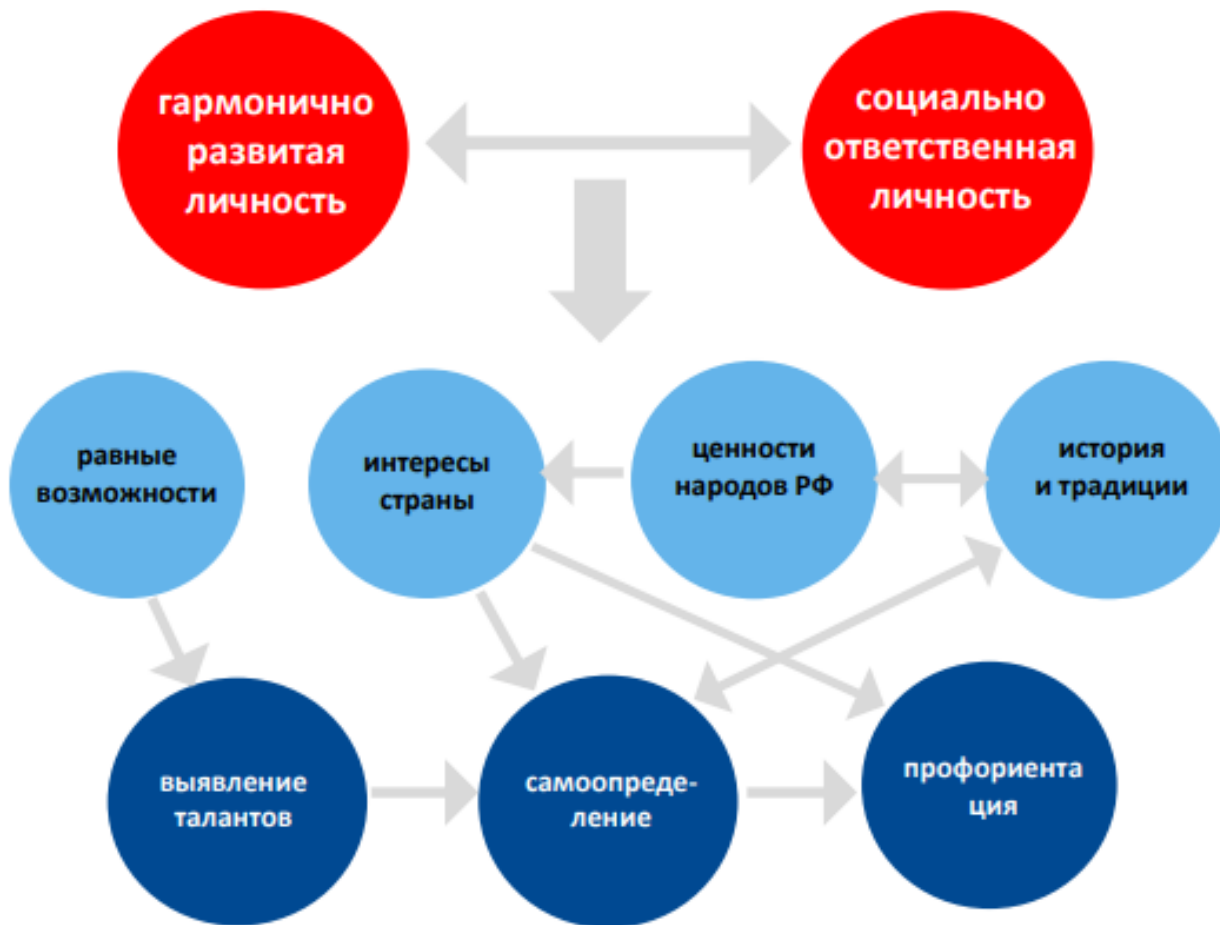 гармонично
развитая
личность
социально
ответственная
личность
равные
возможности
интересы
страны
ценности
народов РФ
история
и традиции
выявление
талантов
самоопреде-
ление
профориента
ция